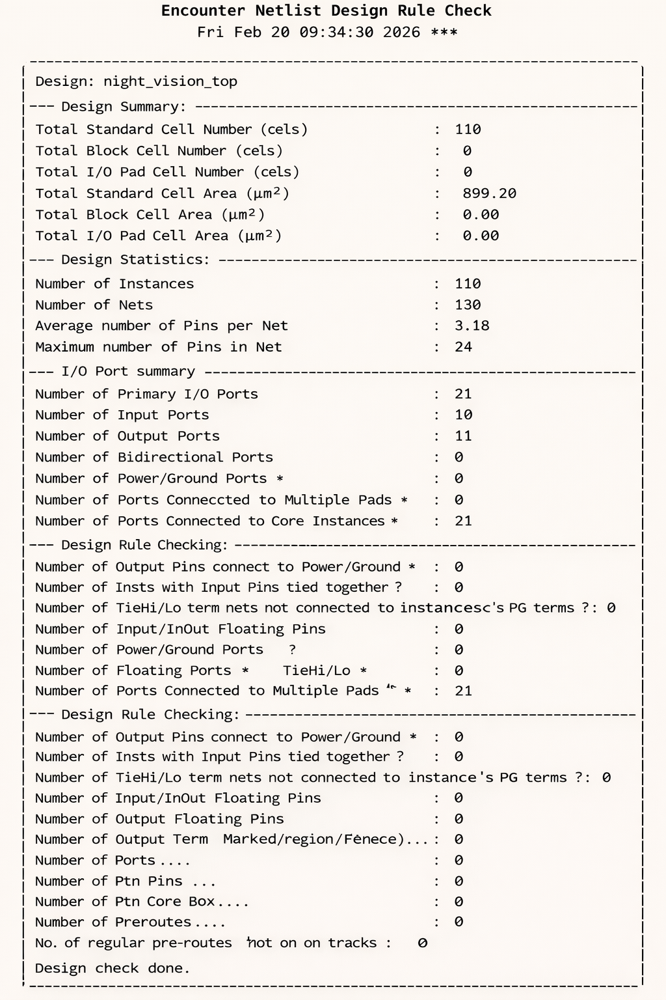 Encounter Netlist Design Rule Check
Fri Feb 20 09:34:30 2026 ***
Design: night_vision_top
--- Design Summary:
Total Standard Cell Number (cels) : 110
Total Block Cell Number (cels) : 0
Total I/O Pad Cell Number (cels) : 0
Total Standard Cell Area (µm²) : 899.20
Total Block Cell Area (µm²) : 0.00
Total I/O Pad Cell Area (µm²) : 0.00
--- Design Statistics:
Number of Instances : 110
Number of Nets : 130
Average number of Pins per Net : 3.18
Maximum number of Pins in Net : 24
--- I/O Port summary
Number of Primary I/O Ports : 21
Number of Input Ports : 10
Number of Output Ports : 11
Number of Bidirectional Ports : 0
Number of Power/Ground Ports * : 0
Number of Ports Conneccted to Multiple Pads * : 0
Number of Ports Connected to Core Instances * : 21
--- Design Rule Checking:
Number of Output Pins connect to Power/Ground * : 0
Number of Insts with Input Pins tied together ? : 0
Number of TieHi/Lo term nets not connected to instancesc's PG terms ?: 0
Number of Input/InOut Floating Pins : 0
Number of Power/Ground Ports ? : 0
Number of Floating Ports * TieHi/Lo * : 0
Number of Ports Connected to Multiple Pads * : 21
--- Design Rule Checking:
Number of Output Pins connect to Power/Ground * : 0
Number of Insts with Input Pins tied together ? : 0
Number of TieHi/Lo term nets not connected to instance's PG terms ?: 0
Number of Input/InOut Floating Pins : 0
Number of Output Floating Pins : 0
Number of Output Term Marked/region/Fenece)... : 0
Number of Ports.... : 0
Number of Ptn Pins ... : 0
Number of Ptn Core Box.... : 0
Number of Preroutes.... : 0
No. of regular pre-routes not on on tracks : 0
Design check done.